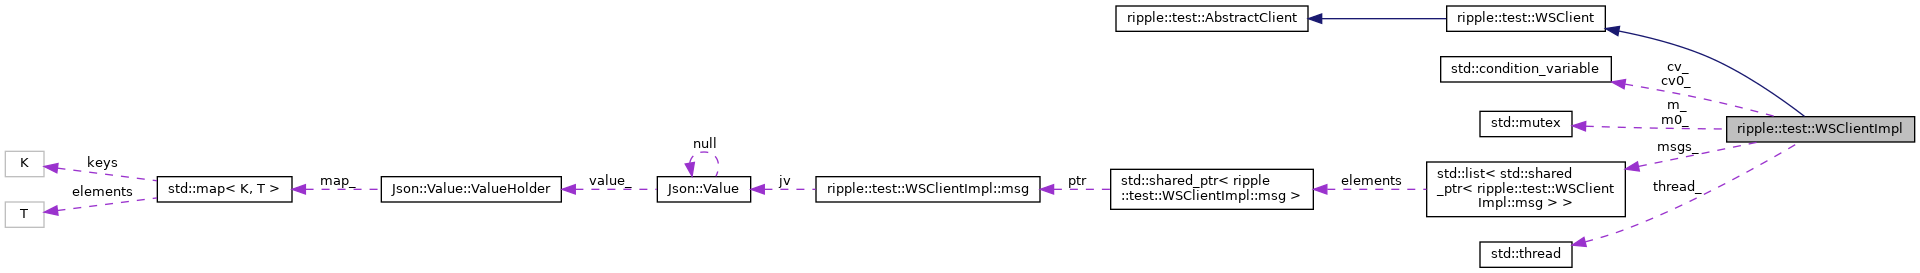 ripple::test::AbstractClient
ripple::test::WSClient
std::condition_variable
cv_
cv0_
std::mutex
m_
m0_
ripple::test::WSClientImpl
msgs_
thread_
K
keys
T
elements
std::map< K, T >
map_
Json::Value::ValueHolder
value_
null
Json::Value
jv
ripple::test::WSClientImpl::msg
ptr
std::shared_ptr< ripple
::test::WSClientImpl::msg >
elements
std::list< std::shared
_ptr< ripple::test::WSClient
Impl::msg > >
std::thread